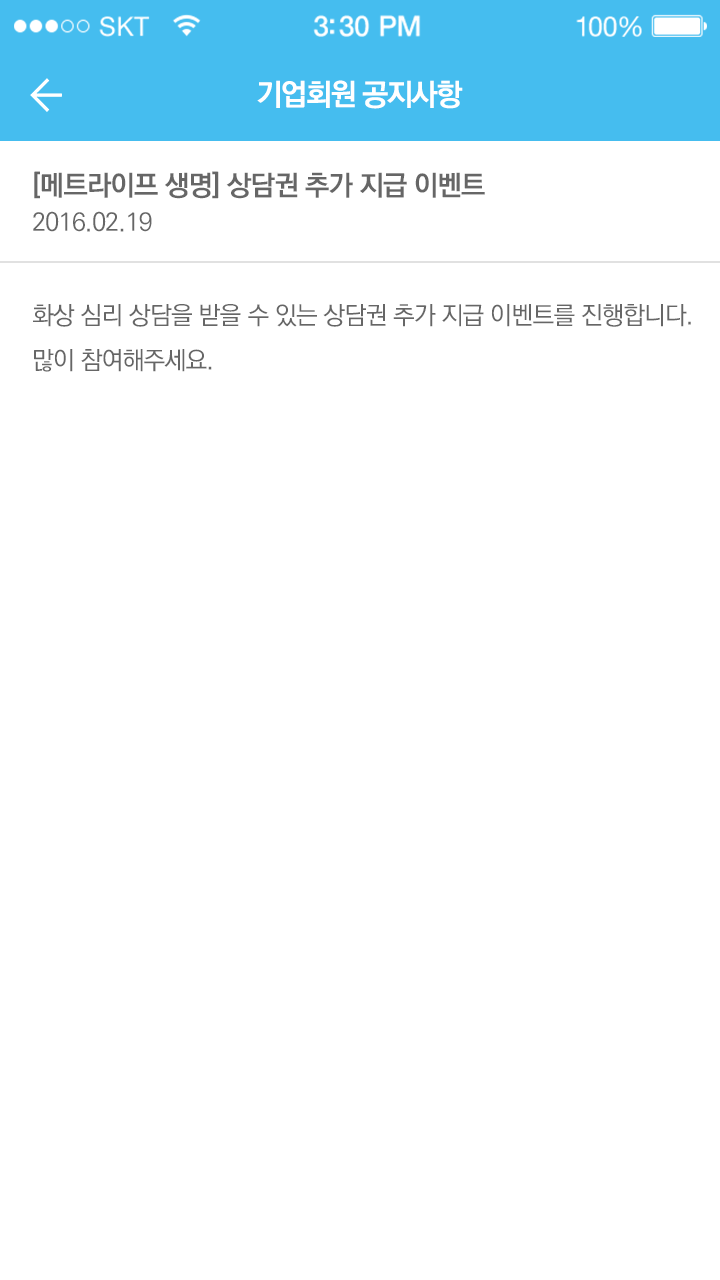 SKT 3:30 PM 100%
기업회원 공지사항
[메트라이프 생명] 상담권 추가 지급 이벤트
2016.02.19
화상 심리 상담을 받을 수 있는 상담권 추가 지급 이벤트를 진행합니다.
많이 참여해주세요.